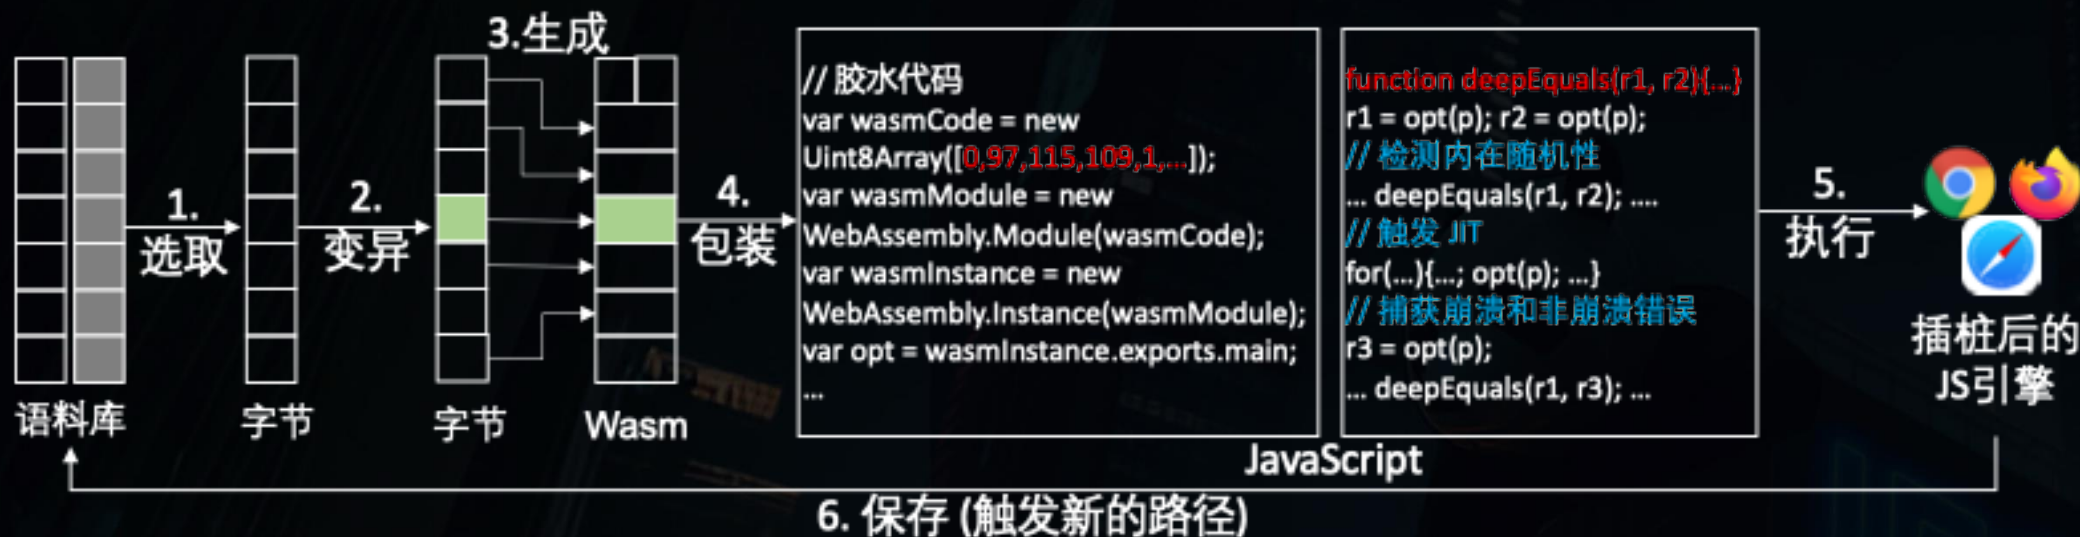 3.生成
1.
选取
2.
变异
4.
包装
5.
执行
语料库
字节
字节
Wasm
// 胶水代码
var wasmCode = new
Uint8Array([0,97,115,109,1,...]);
var wasmModule = new
WebAssembly.Module(wasmCode);
var wasmInstance = new
WebAssembly.Instance(wasmModule);
var opt = wasmInstance.exports.main;
...
function deepEquals(r1, r2){...}
r1 = opt(p); r2 = opt(p);
// 检测内在随机性
... deepEquals(r1, r2); ....
// 触发 JIT
for(...){...; opt(p); ...}
// 捕获崩溃和非崩溃错误
r3 = opt(p);
... deepEquals(r1, r3); ...
JavaScript
插桩后的
JS引擎
6. 保存 (触发新的路径)